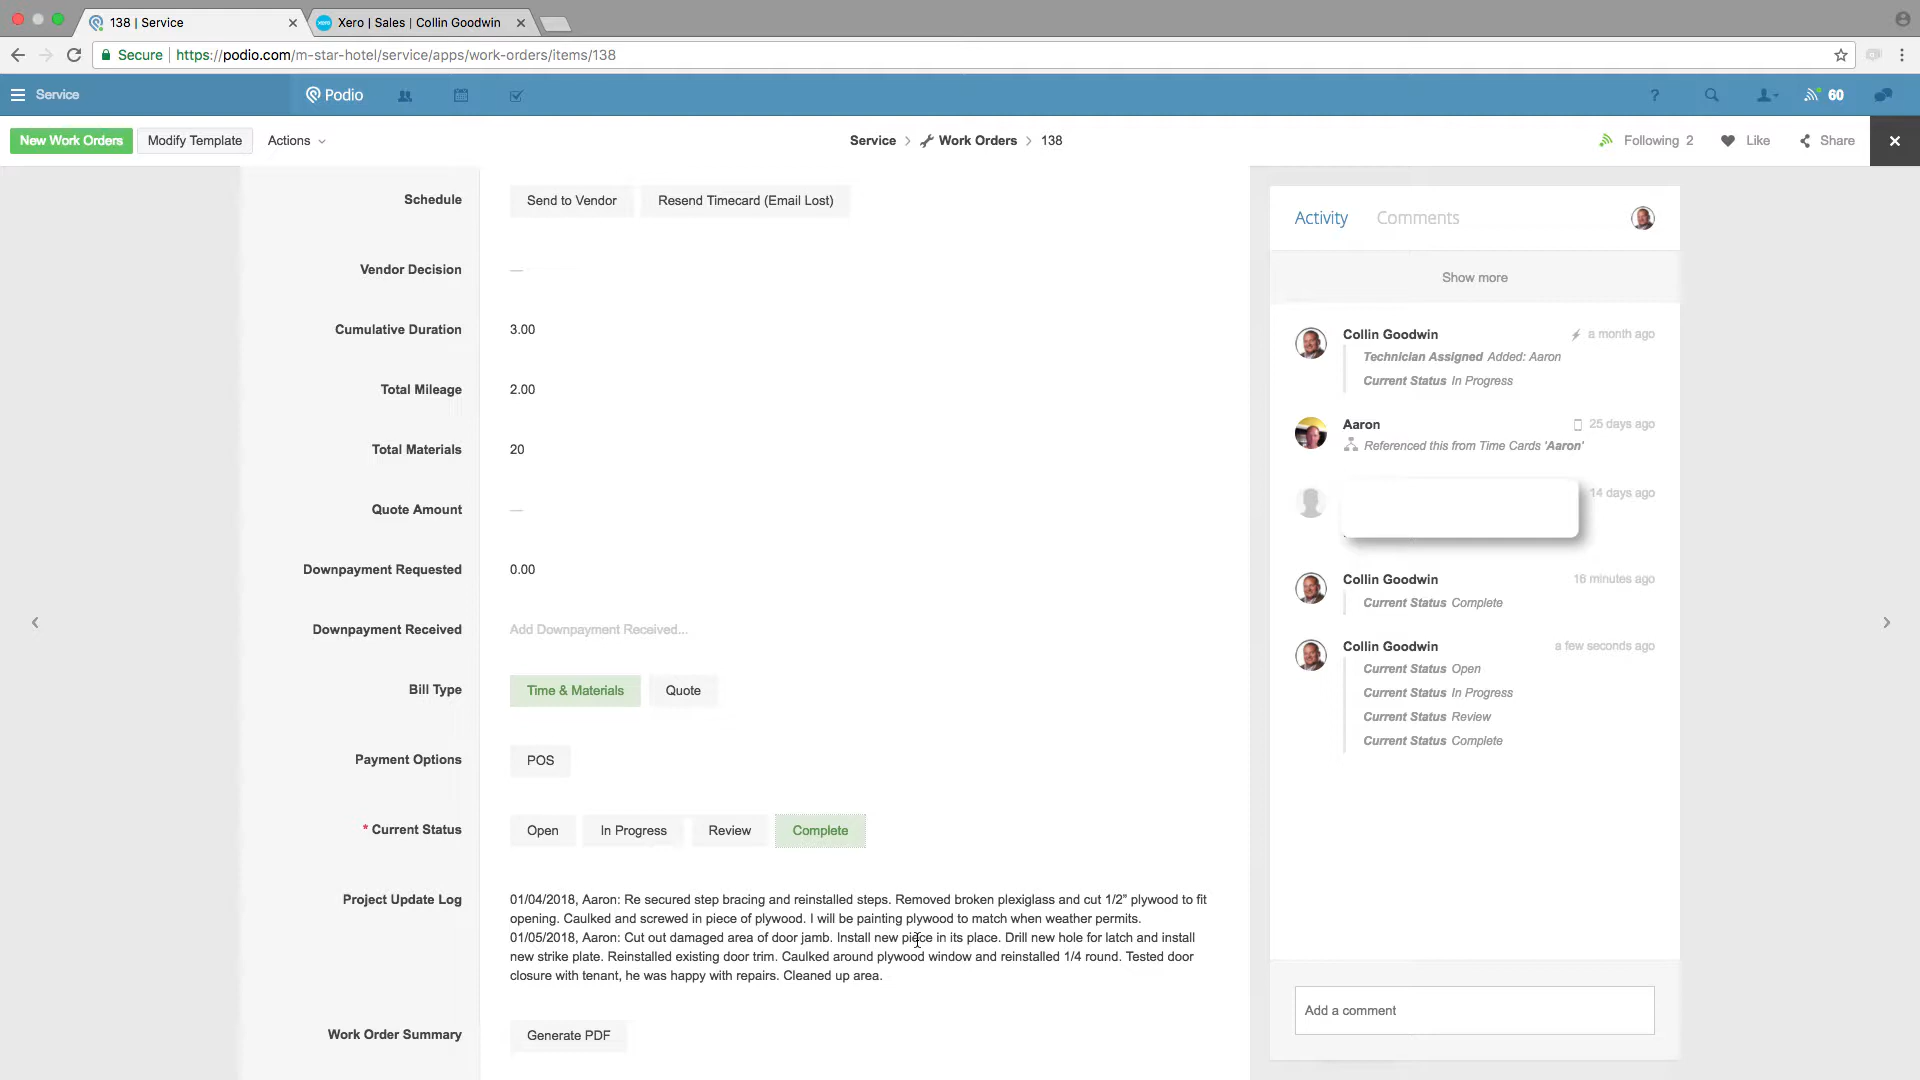 138 | Service
Xero | Sales | Collin Goodwin
Secure
https://podio.com/m-star-hotel/service/apps/work-orders/items/138
Service
Podio
?
60
New Work Orders
Modify Template
Actions
Service > Work Orders > 138
Following 2
Like
Share
Schedule
Send to Vendor
Resend Timecard (Email Lost)
Vendor Decision
—
Cumulative Duration
3.00
Total Mileage
2.00
Total Materials
20
Quote Amount
—
Downpayment Requested
0.00
Downpayment Received
Add Downpayment Received...
Bill Type
Time & Materials
Quote
Payment Options
POS
* Current Status
Open
In Progress
Review
Complete
Project Update Log
01/04/2018, Aaron: Re secured step bracing and reinstalled steps. Removed broken plexiglass and cut 1/2” plywood to fit
opening. Caulked and screwed in piece of plywood. I will be painting plywood to match when weather permits.
01/05/2018, Aaron: Cut out damaged area of door jamb. Install new piece in its place. Drill new hole for latch and install
new strike plate. Reinstalled existing door trim. Caulked around plywood window and reinstalled 1/4 round. Tested door
closure with tenant, he was happy with repairs. Cleaned up area.
Work Order Summary
Generate PDF
Activity
Comments
Show more
Collin Goodwin
a month ago
Technician Assigned Added: Aaron
Current Status In Progress
Aaron
25 days ago
Referenced this from Time Cards 'Aaron'
14 days ago
Collin Goodwin
16 minutes ago
Current Status Complete
Collin Goodwin
a few seconds ago
Current Status Open
Current Status In Progress
Current Status Review
Current Status Complete
Add a comment